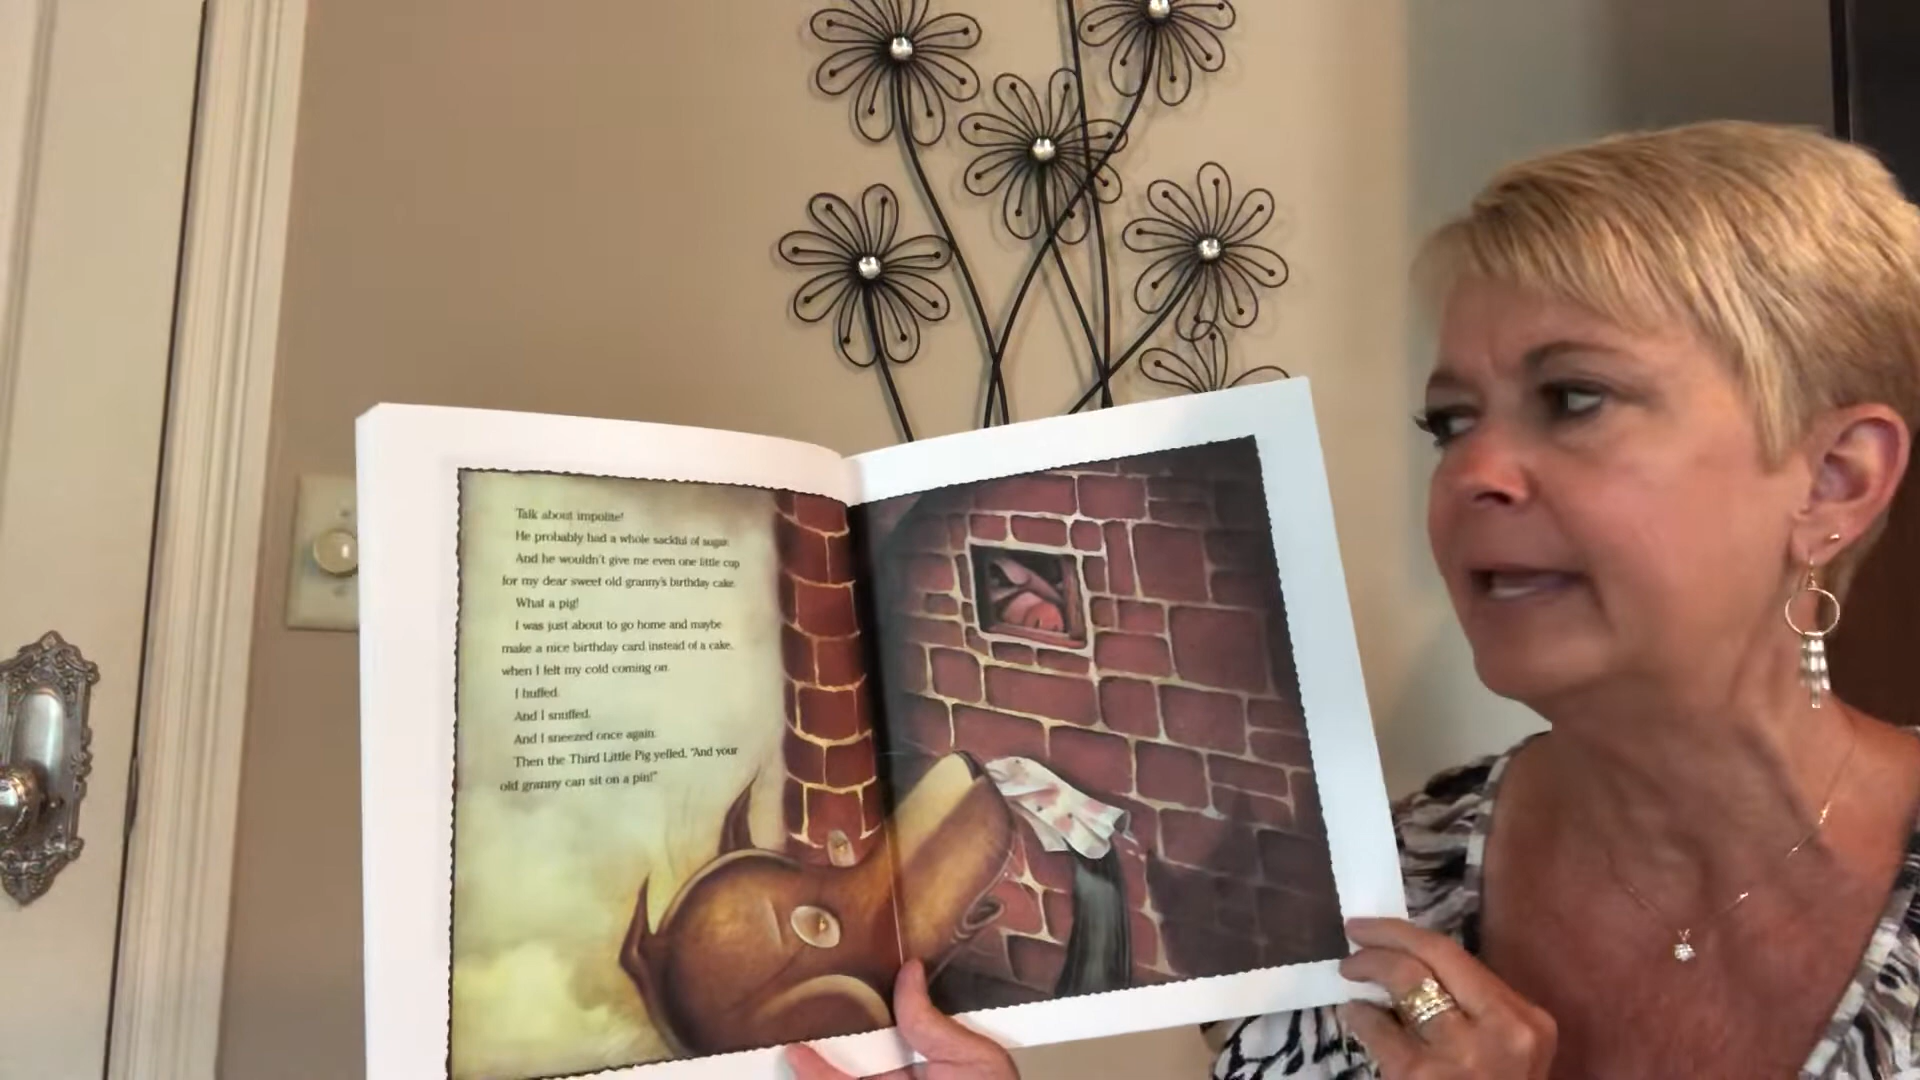 Talk about impolite!
He probably had a whole sackful of sugar.
And he wouldn't give me even one little cup
for my dear sweet old granny's birthday cake.
What a pig!
I was just about to go home and maybe
make a nice birthday card instead of a cake,
when I felt my cold coming on.
I huffed.
And I snuffed.
And I sneezed once again.
Then the Third Little Pig yelled, "And your
old granny can sit on a pin!"